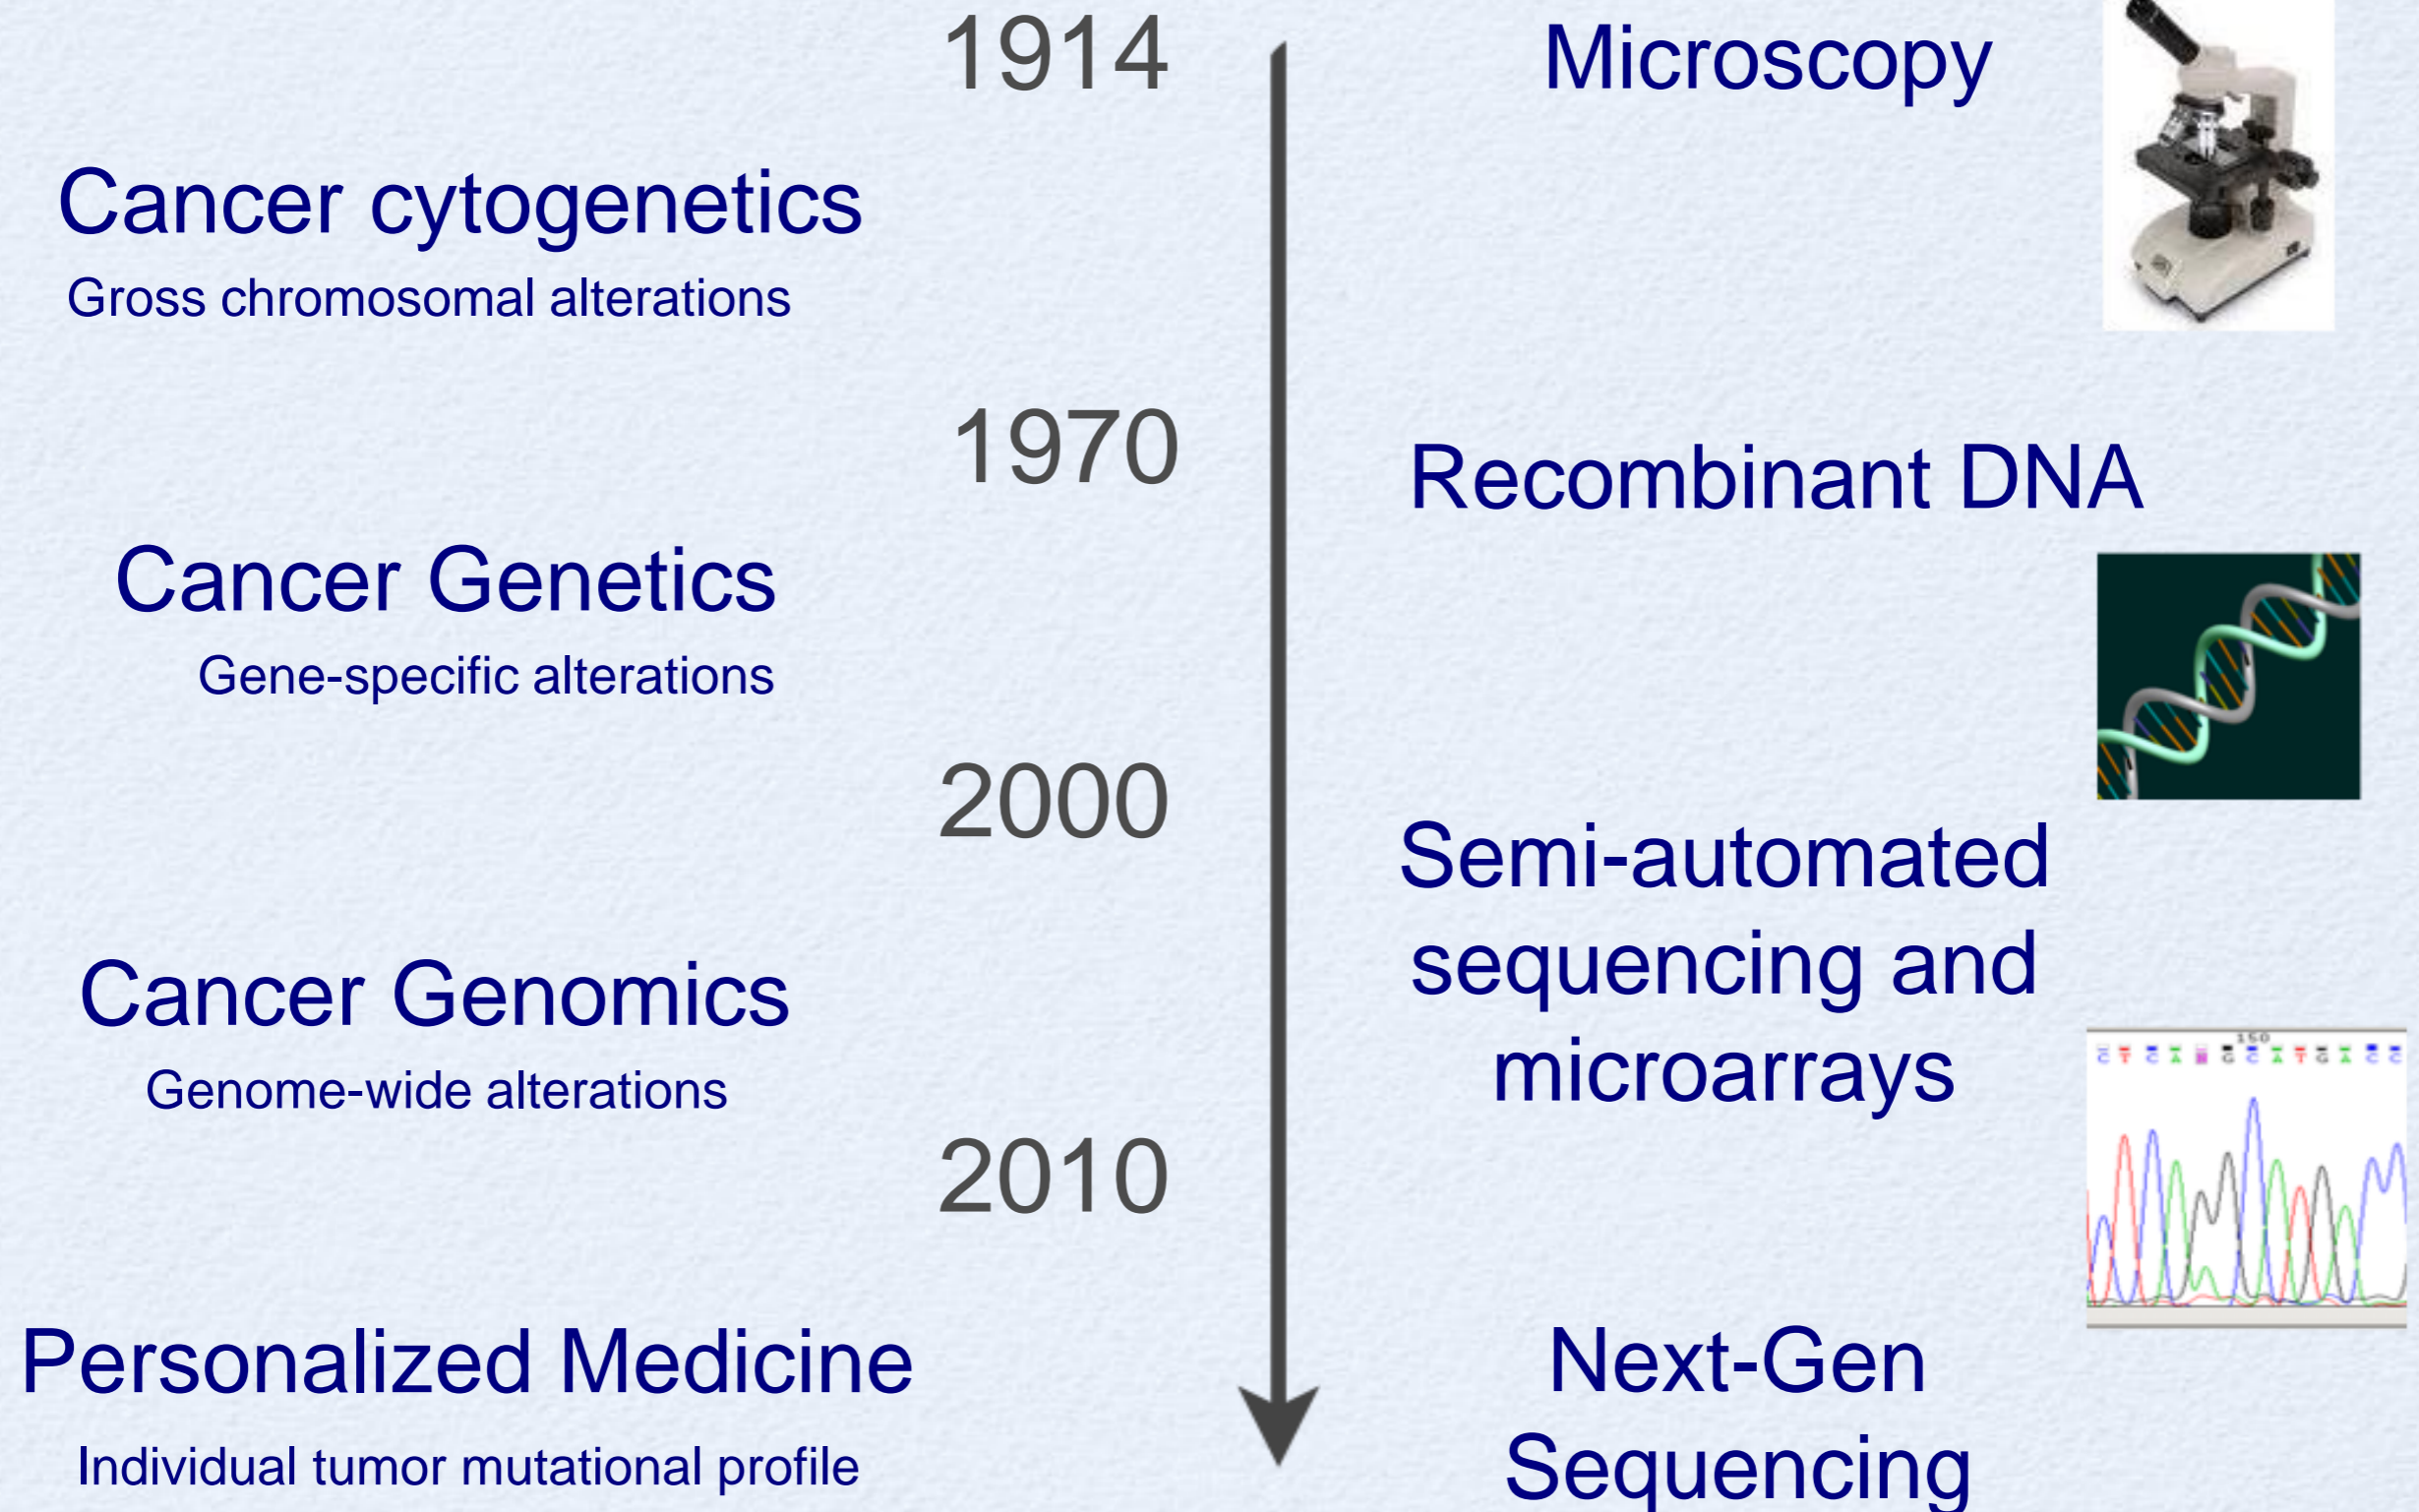 1914
Microscopy
Cancer cytogenetics
Gross chromosomal alterations
1970
Recombinant DNA
Cancer Genetics
Gene-specific alterations
2000
Semi-automated
sequencing and
microarrays
Cancer Genomics
Genome-wide alterations
150
C T C A N G C A T G A C C
2010
Personalized Medicine
Individual tumor mutational profile
Next-Gen
Sequencing